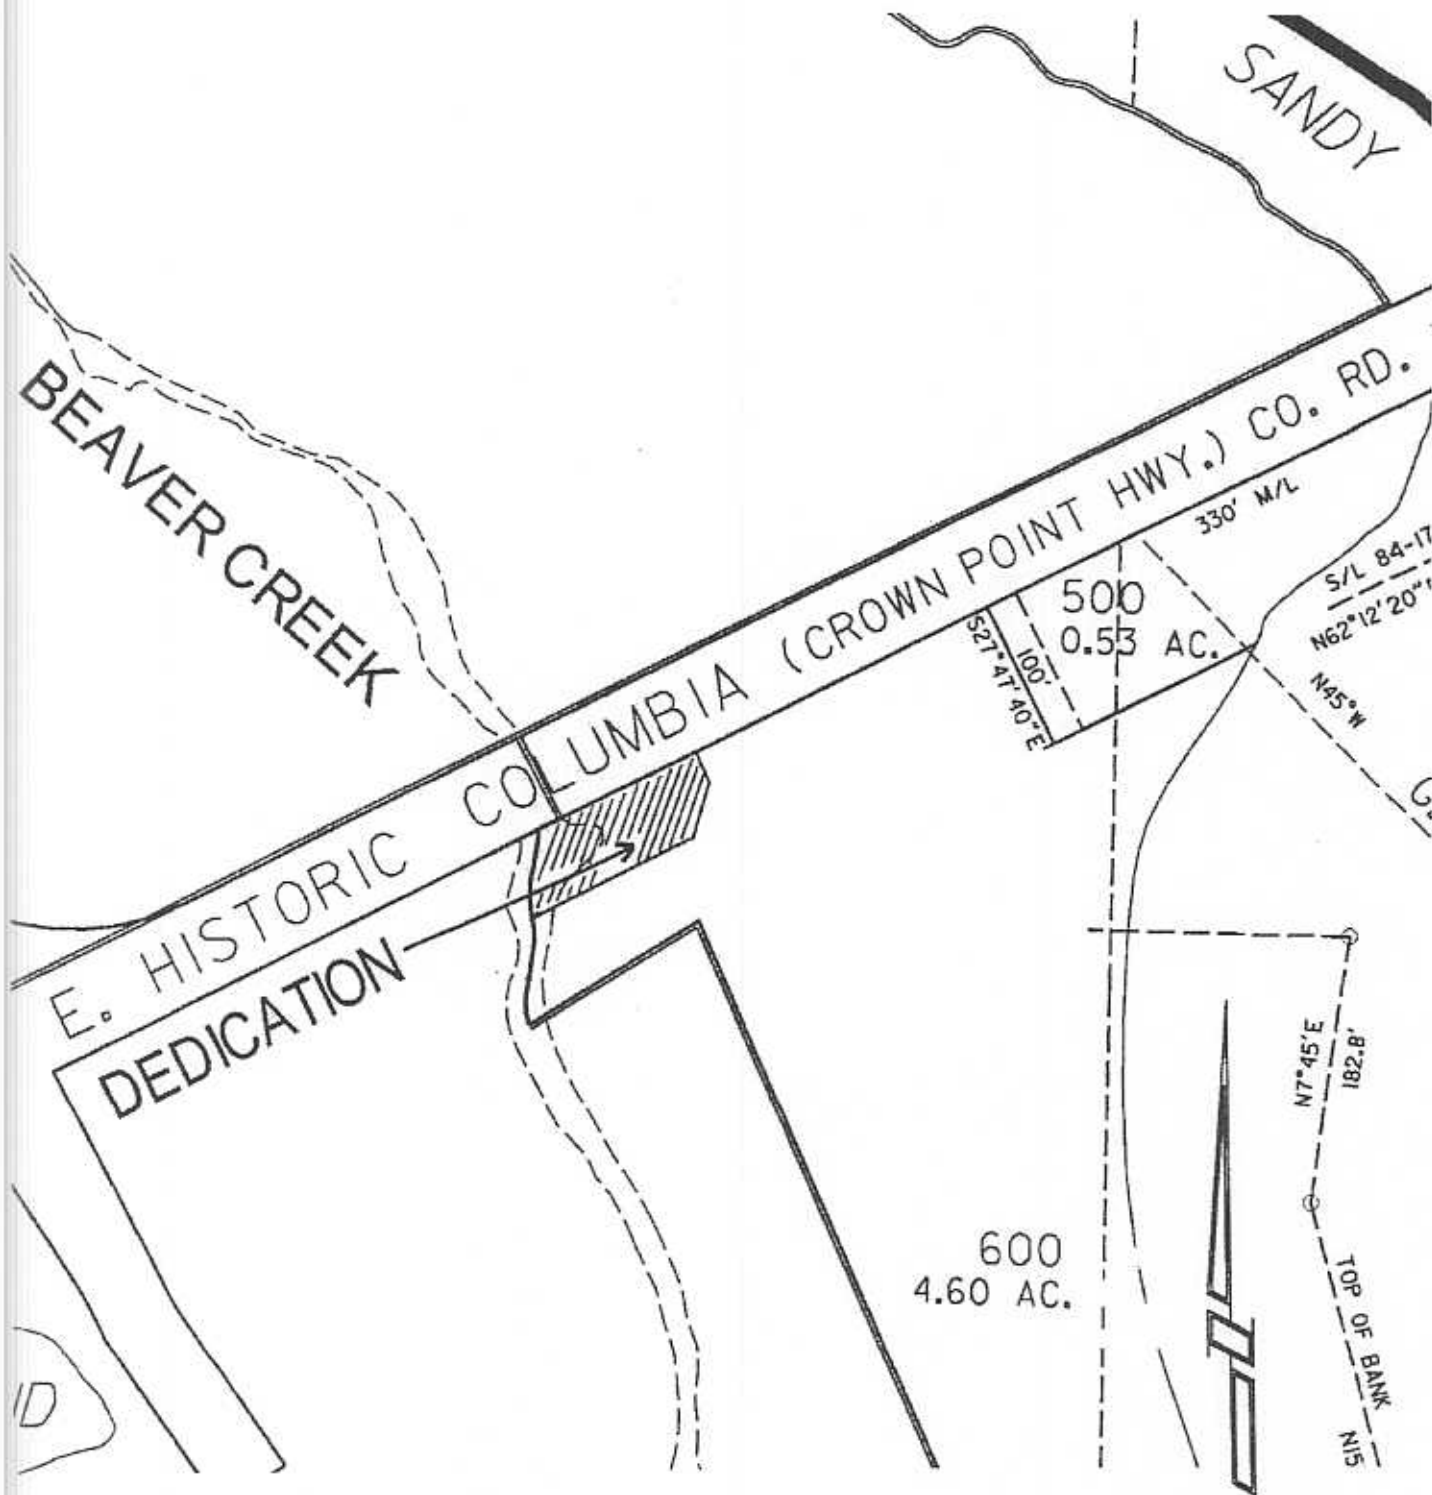 SANDY
BEAVER CREEK
E. HISTORIC COLUMBIA (CROWN POINT HWY.) CO. RD.
330' M/L
500
0.53 AC.
S27°47'40"E
100'
S/L 84-17
N62°12'20"
N45°W
DEDICATION
N7°45'E
182.8'
600
4.60 AC.
TOP OF BANK
N15